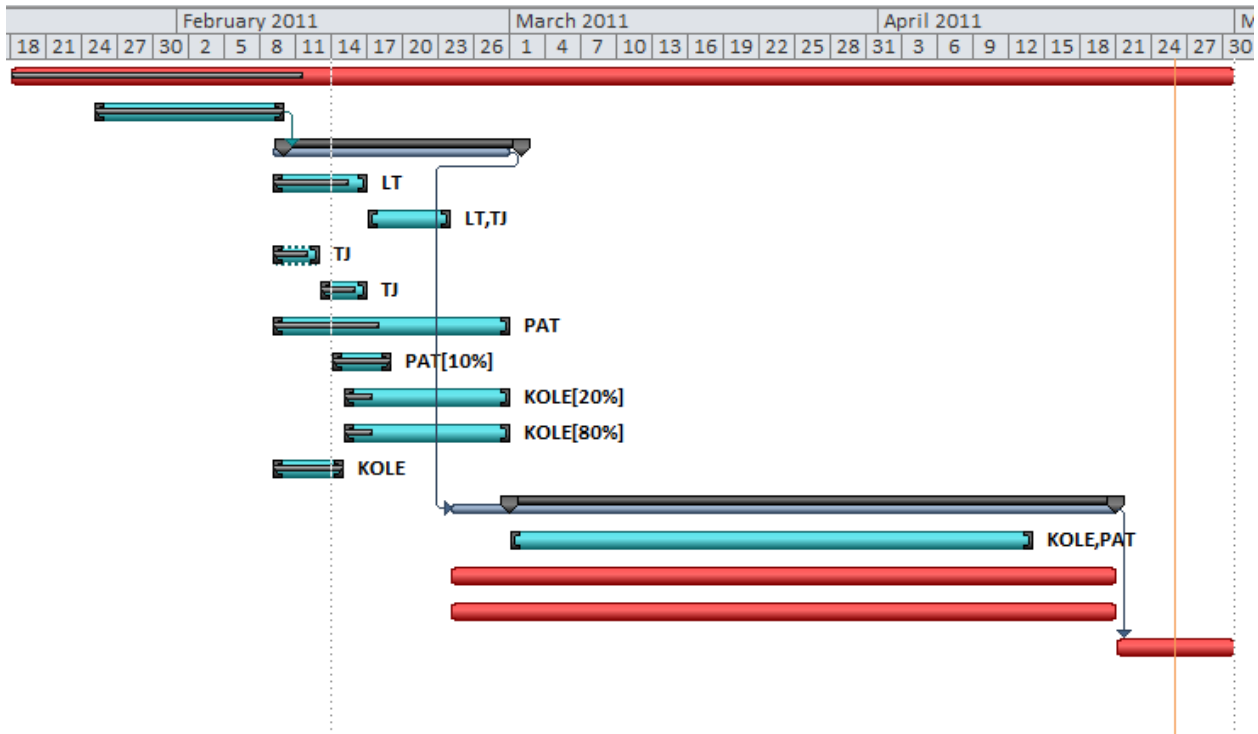 February 2011 March 2011 April 2011 M
18 21 24 27 30 2 5 8 11 14 17 20 23 26 1 4 7 10 13 16 19 22 25 28 31 3 6 9 12 15 18 21 24 27 30
LT
LT,TJ
TJ
TJ
PAT
PAT[10%]
KOLE[20%]
KOLE[80%]
KOLE
KOLE,PAT